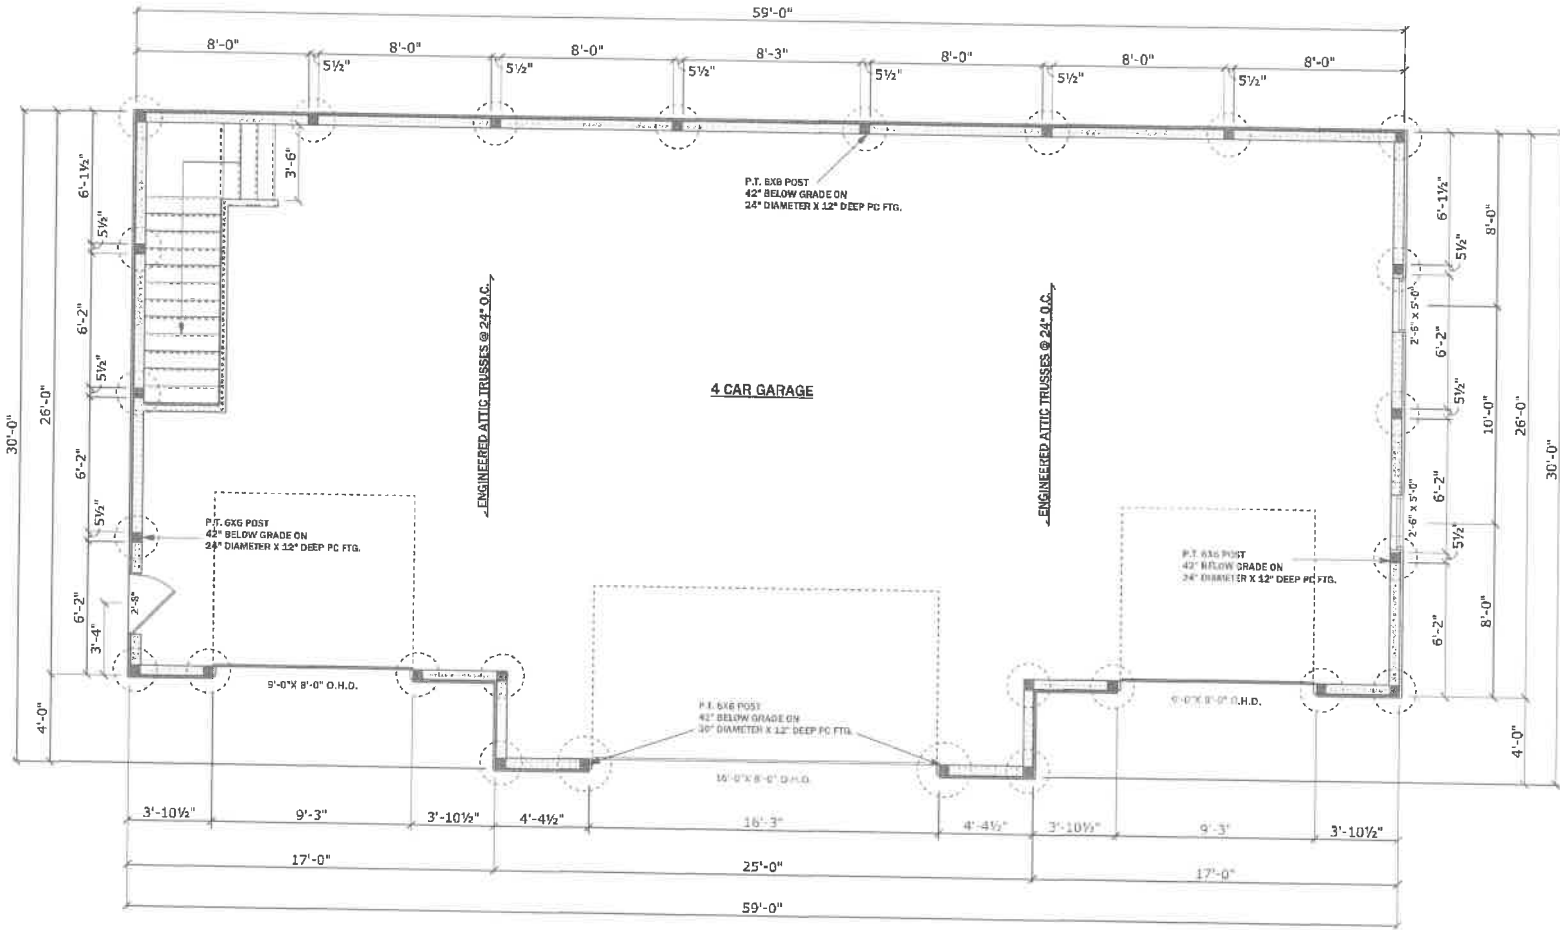 59'-0"
8'-0" 8'-0" 8'-0" 8'-3" 8'-0" 8'-0" 8'-0"
5½" 5½" 5½" 5½" 5½" 5½"
30'-0"
26'-0"
4'-0"
6'-1½"
5½"
6'-2"
5½"
6'-2"
5½"
6'-2"
3'-4"
2'-8"
3'-6"
P.T. 6X6 POST
42" BELOW GRADE ON
24" DIAMETER X 12" DEEP PC FTG.
ENGINEERED ATTIC TRUSSES @ 24" O.C.
4 CAR GARAGE
ENGINEERED ATTIC TRUSSES @ 24" O.C.
P.T. 6X6 POST
42" BELOW GRADE ON
24" DIAMETER X 12" DEEP PC FTG.
P.T. 6X6 POST
42" BELOW GRADE ON
24" DIAMETER X 12" DEEP PC FTG.
6'-1½"
5½"
6'-2"
5½"
6'-2"
5½"
6'-2"
2'-6" X 5'-0"
2'-6" X 5'-0"
8'-0"
10'-0"
8'-0"
26'-0"
4'-0"
30'-0"
9'-0"X 8'-0" O.H.D.
P.T. 6X6 POST
42" BELOW GRADE ON
30" DIAMETER X 12" DEEP PC FTG.
16'-0"X 8'-0" O.H.D.
9'-0"X 8'-0" O.H.D.
3'-10½" 9'-3" 3'-10½" 4'-4½" 16'-3" 4'-4½" 3'-10½" 9'-3" 3'-10½"
17'-0" 25'-0" 17'-0"
59'-0"